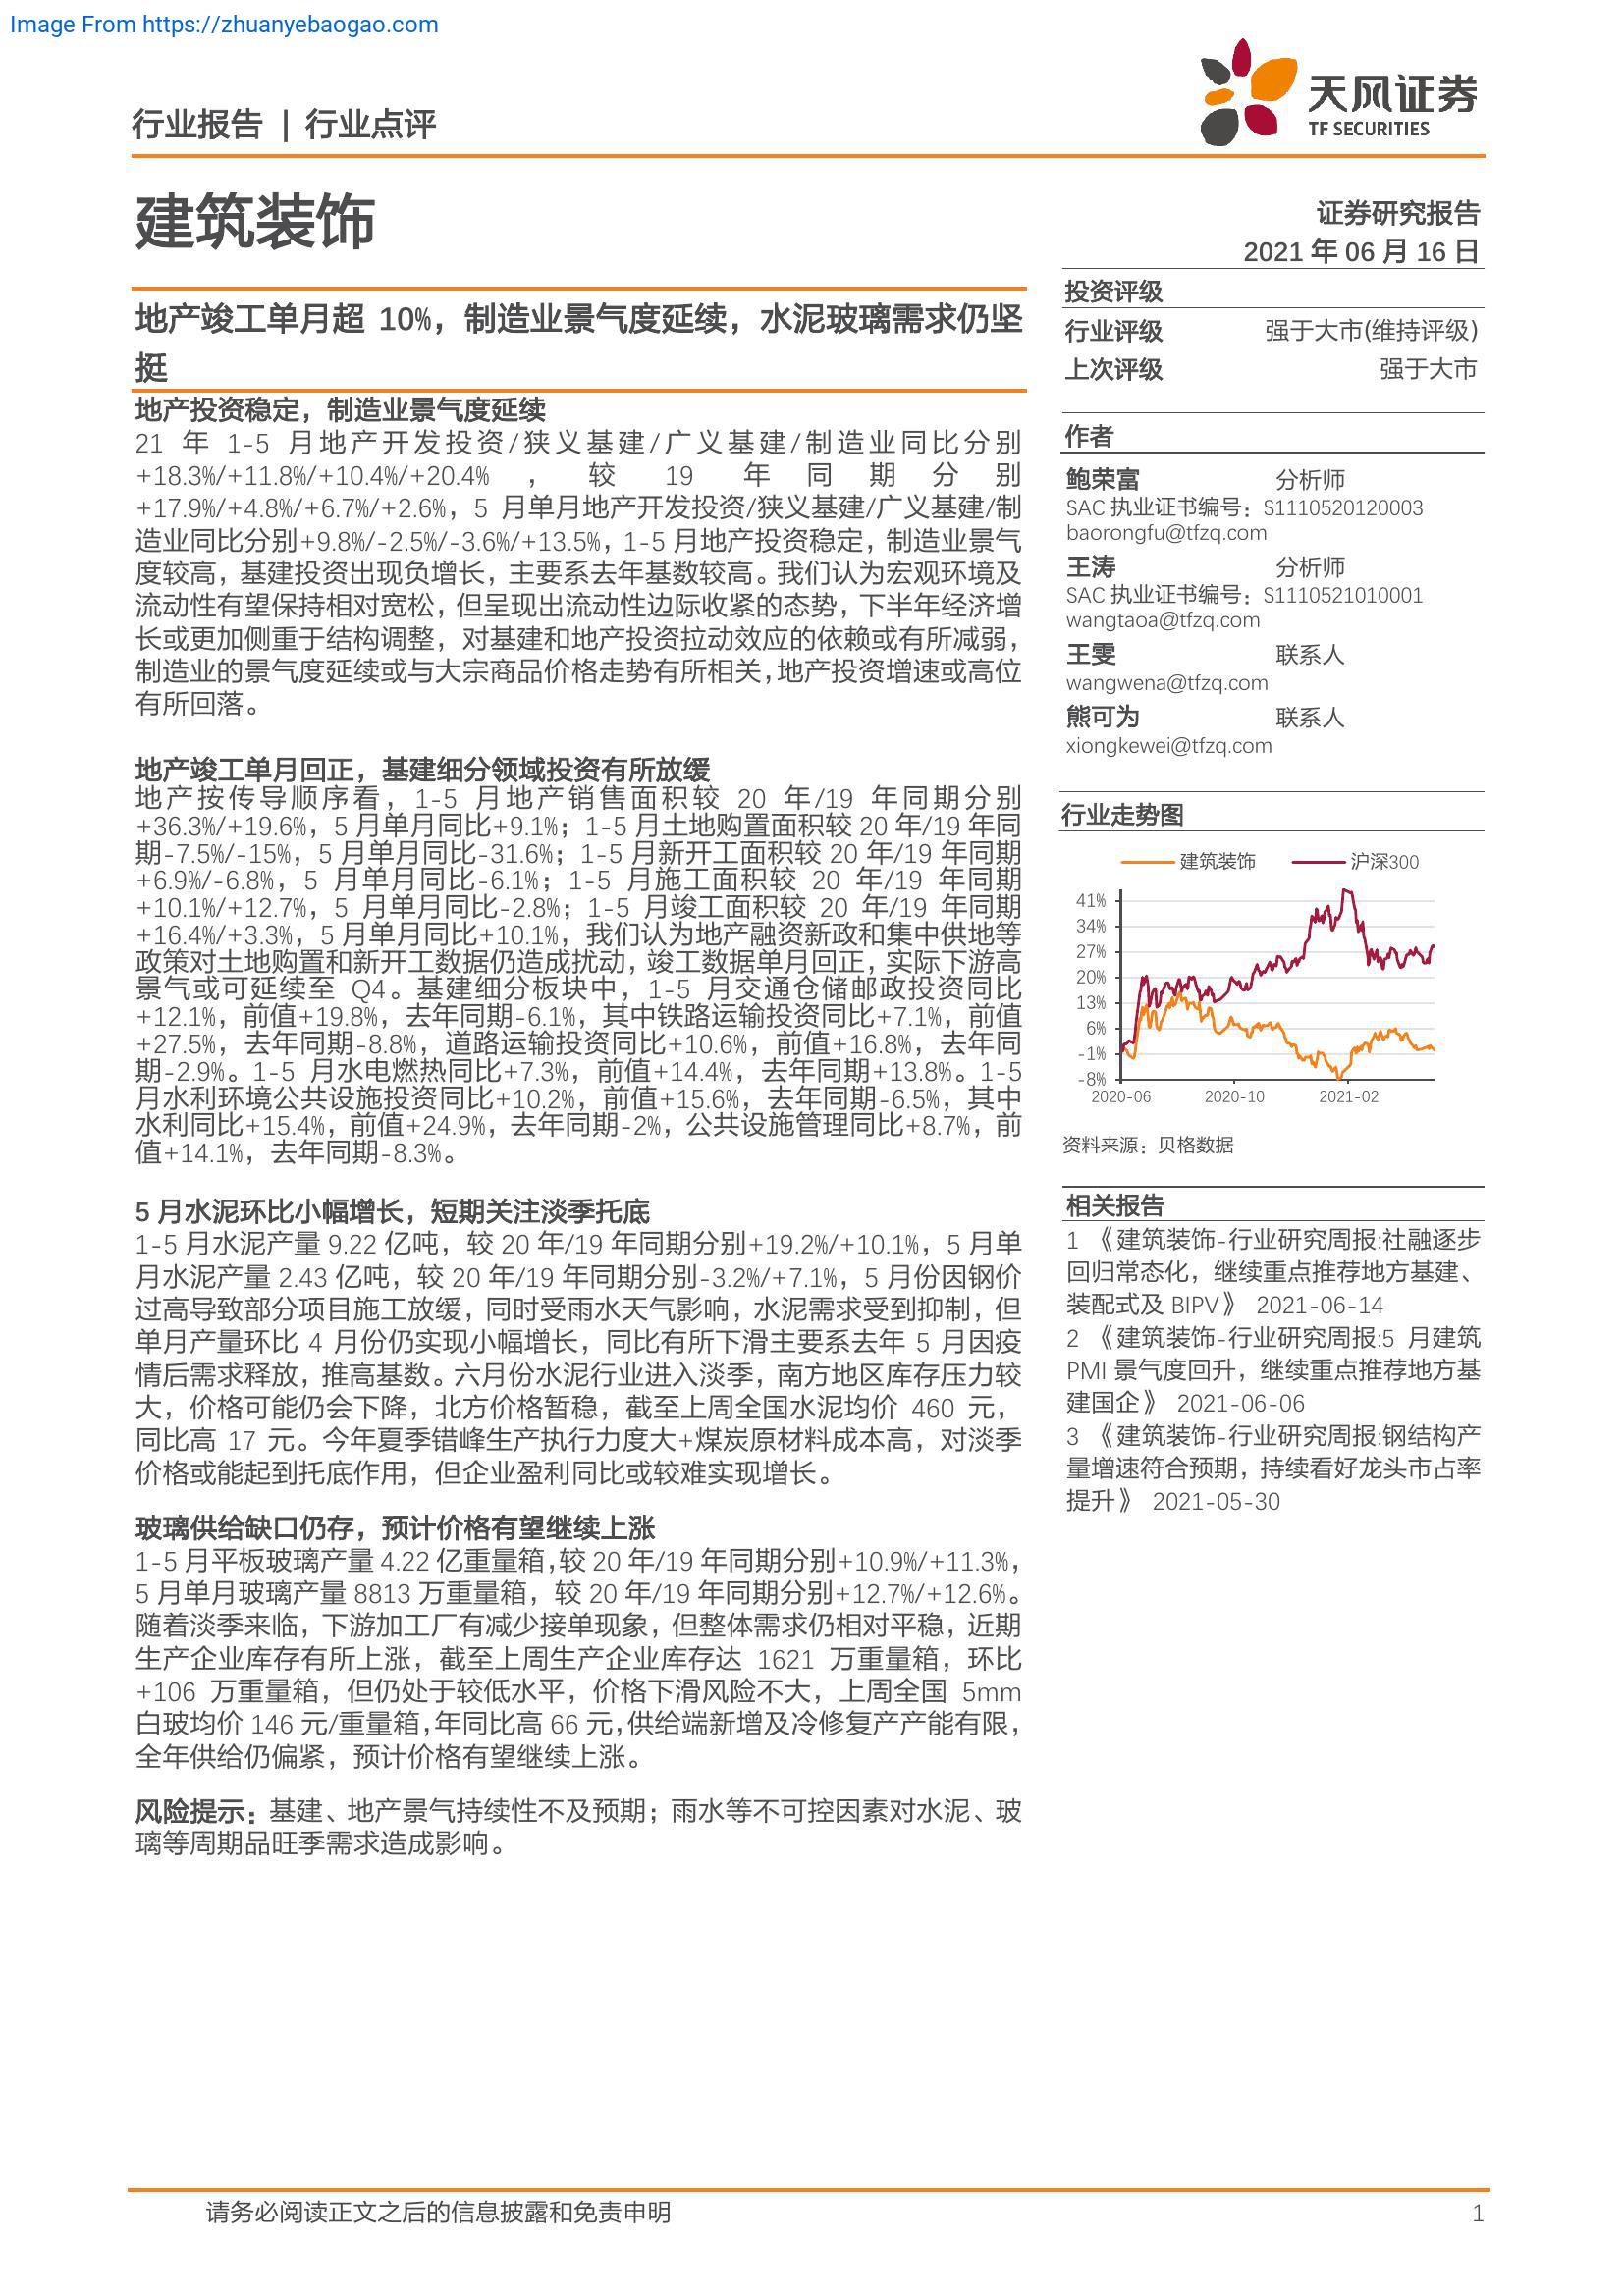 Image From https://zhuanyebaogao.com
行业报告 | 行业点评
天风证券
TF SECURITIES
建筑装饰
证券研究报告
2021 年 06 月 16 日
地产竣工单月超 10%，制造业景气度延续，水泥玻璃需求仍坚
挺
地产投资稳定，制造业景气度延续
21 年 1-5 月地产开发投资/狭义基建/广义基建/制造业同比分别
+18.3%/+11.8%/+10.4%/+20.4% ， 较 19 年 同 期 分 别
+17.9%/+4.8%/+6.7%/+2.6%，5 月单月地产开发投资/狭义基建/广义基建/制
造业同比分别+9.8%/-2.5%/-3.6%/+13.5%，1-5 月地产投资稳定，制造业景气
度较高，基建投资出现负增长，主要系去年基数较高。我们认为宏观环境及
流动性有望保持相对宽松，但呈现出流动性边际收紧的态势，下半年经济增
长或更加侧重于结构调整，对基建和地产投资拉动效应的依赖或有所减弱，
制造业的景气度延续或与大宗商品价格走势有所相关，地产投资增速或高位
有所回落。
地产竣工单月回正，基建细分领域投资有所放缓
地产按传导顺序看，1-5 月地产销售面积较 20 年/19 年同期分别
+36.3%/+19.6%，5 月单月同比+9.1%；1-5 月土地购置面积较 20 年/19 年同
期-7.5%/-15%，5 月单月同比-31.6%；1-5 月新开工面积较 20 年/19 年同期
+6.9%/-6.8%，5 月单月同比-6.1%；1-5 月施工面积较 20 年/19 年同期
+10.1%/+12.7%，5 月单月同比-2.8%；1-5 月竣工面积较 20 年/19 年同期
+16.4%/+3.3%，5 月单月同比+10.1%，我们认为地产融资新政和集中供地等
政策对土地购置和新开工数据仍造成扰动，竣工数据单月回正，实际下游高
景气或可延续至 Q4。基建细分板块中，1-5 月交通仓储邮政投资同比
+12.1%，前值+19.8%，去年同期-6.1%，其中铁路运输投资同比+7.1%，前值
+27.5%，去年同期-8.8%，道路运输投资同比+10.6%，前值+16.8%，去年同
期-2.9%。1-5 月水电燃热同比+7.3%，前值+14.4%，去年同期+13.8%。1-5
月水利环境公共设施投资同比+10.2%，前值+15.6%，去年同期-6.5%，其中
水利同比+15.4%，前值+24.9%，去年同期-2%，公共设施管理同比+8.7%，前
值+14.1%，去年同期-8.3%。
5 月水泥环比小幅增长，短期关注淡季托底
1-5 月水泥产量 9.22 亿吨，较 20 年/19 年同期分别+19.2%/+10.1%，5 月单
月水泥产量 2.43 亿吨，较 20 年/19 年同期分别-3.2%/+7.1%，5 月份因钢价
过高导致部分项目施工放缓，同时受雨水天气影响，水泥需求受到抑制，但
单月产量环比 4 月份仍实现小幅增长，同比有所下滑主要系去年 5 月因疫
情后需求释放，推高基数。六月份水泥行业进入淡季，南方地区库存压力较
大，价格可能仍会下降，北方价格暂稳，截至上周全国水泥均价 460 元，
同比高 17 元。今年夏季错峰生产执行力度大+煤炭原材料成本高，对淡季
价格或能起到托底作用，但企业盈利同比或较难实现增长。
玻璃供给缺口仍存，预计价格有望继续上涨
1-5 月平板玻璃产量 4.22 亿重量箱，较 20 年/19 年同期分别+10.9%/+11.3%，
5 月单月玻璃产量 8813 万重量箱，较 20 年/19 年同期分别+12.7%/+12.6%。
随着淡季来临，下游加工厂有减少接单现象，但整体需求仍相对平稳，近期
生产企业库存有所上涨，截至上周生产企业库存达 1621 万重量箱，环比
+106 万重量箱，但仍处于较低水平，价格下滑风险不大，上周全国 5mm
白玻均价 146 元/重量箱，年同比高 66 元，供给端新增及冷修复产产能有限，
全年供给仍偏紧，预计价格有望继续上涨。
风险提示：基建、地产景气持续性不及预期；雨水等不可控因素对水泥、玻
璃等周期品旺季需求造成影响。
投资评级
行业评级 强于大市(维持评级)
上次评级 强于大市
作者
鲍荣富 分析师
SAC 执业证书编号：S1110520120003
baorongfu@tfzq.com
王涛 分析师
SAC 执业证书编号：S1110521010001
wangtaoa@tfzq.com
王雯 联系人
wangwena@tfzq.com
熊可为 联系人
xiongkewei@tfzq.com
行业走势图
建筑装饰 沪深300
41%
34%
27%
20%
13%
6%
-1%
-8%
2020-06 2020-10 2021-02
资料来源：贝格数据
相关报告
1 《建筑装饰-行业研究周报:社融逐步
回归常态化，继续重点推荐地方基建、
装配式及 BIPV》 2021-06-14
2 《建筑装饰-行业研究周报:5 月建筑
PMI 景气度回升，继续重点推荐地方基
建国企》 2021-06-06
3 《建筑装饰-行业研究周报:钢结构产
量增速符合预期，持续看好龙头市占率
提升》 2021-05-30
请务必阅读正文之后的信息披露和免责申明 1